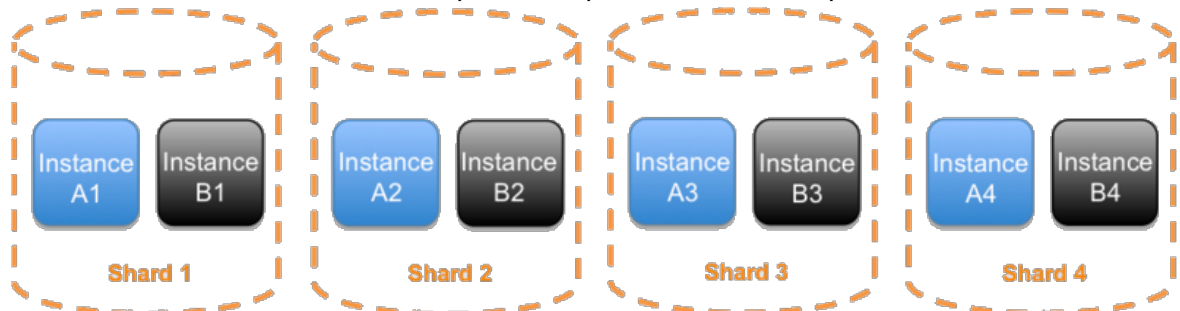 Instance
A1
Instance
B1
Shard 1
Instance
A2
Instance
B2
Shard 2
Instance
A3
Instance
B3
Shard 3
Instance
A4
Instance
B4
Shard 4